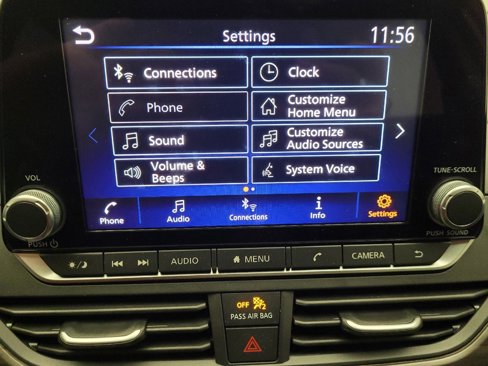 Settings
11:56
Connections
Clock
Phone
Customize
Home Menu
Sound
Customize
Audio Sources
Volume &
Beeps
System Voice
Phone
Audio
Connections
Info
Settings
VOL
TUNE·SCROLL
PUSH
PUSH SOUND
AUDIO
MENU
CAMERA
OFF
2
PASS AIR BAG